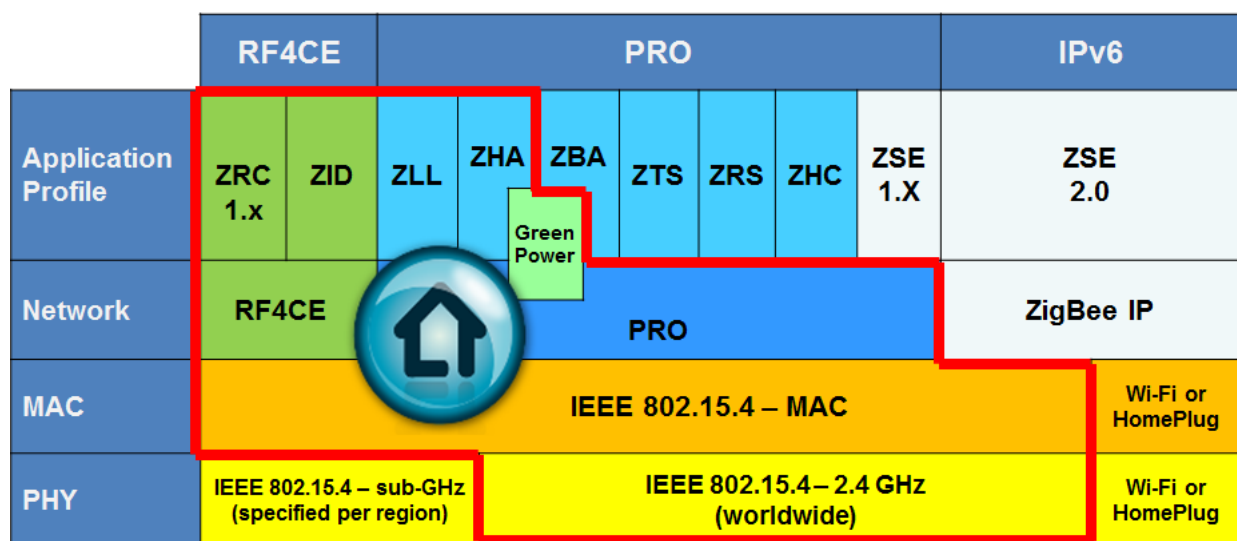 RF4CE
PRO
IPv6
Application
Profile
ZRC
1.x
ZID
ZLL
ZHA
ZBA
ZTS
ZRS
ZHC
ZSE
1.X
ZSE
2.0
Green
Power
Network
RF4CE
PRO
ZigBee IP
MAC
IEEE 802.15.4 – MAC
Wi-Fi or
HomePlug
PHY
IEEE 802.15.4 – sub-GHz
(specified per region)
IEEE 802.15.4– 2.4 GHz
(worldwide)
Wi-Fi or
HomePlug